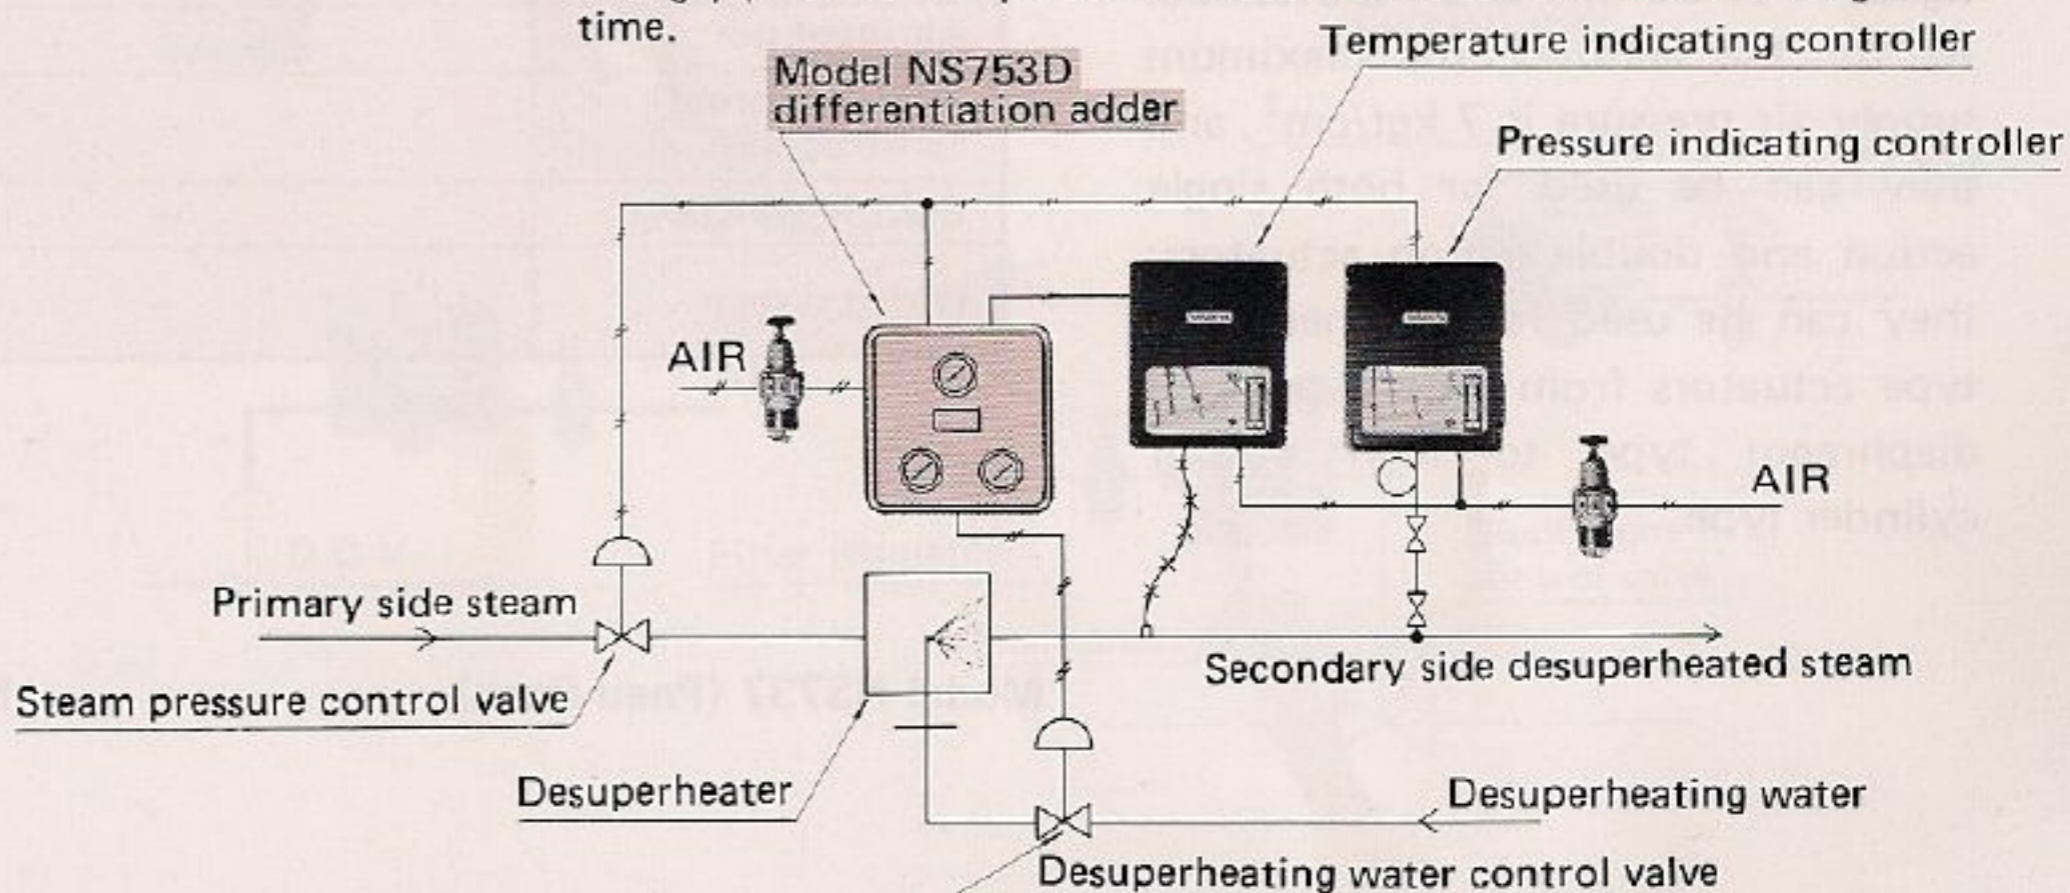 time.
Temperature indicating controller
Model NS753D
differentiation adder
Pressure indicating controller
AIR
AIR
Primary side steam
Secondary side desuperheated steam
Steam pressure control valve
Desuperheater
Desuperheating water
Desuperheating water control valve